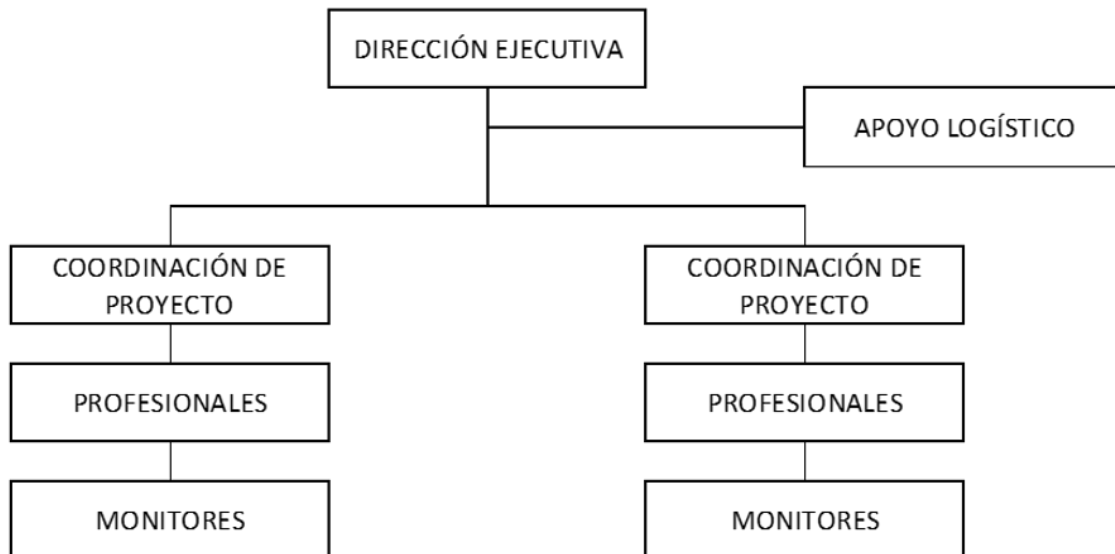 DIRECCIÓN EJECUTIVA
APOYO LOGÍSTICO
COORDINACIÓN DE
PROYECTO
COORDINACIÓN DE
PROYECTO
PROFESIONALES
PROFESIONALES
MONITORES
MONITORES